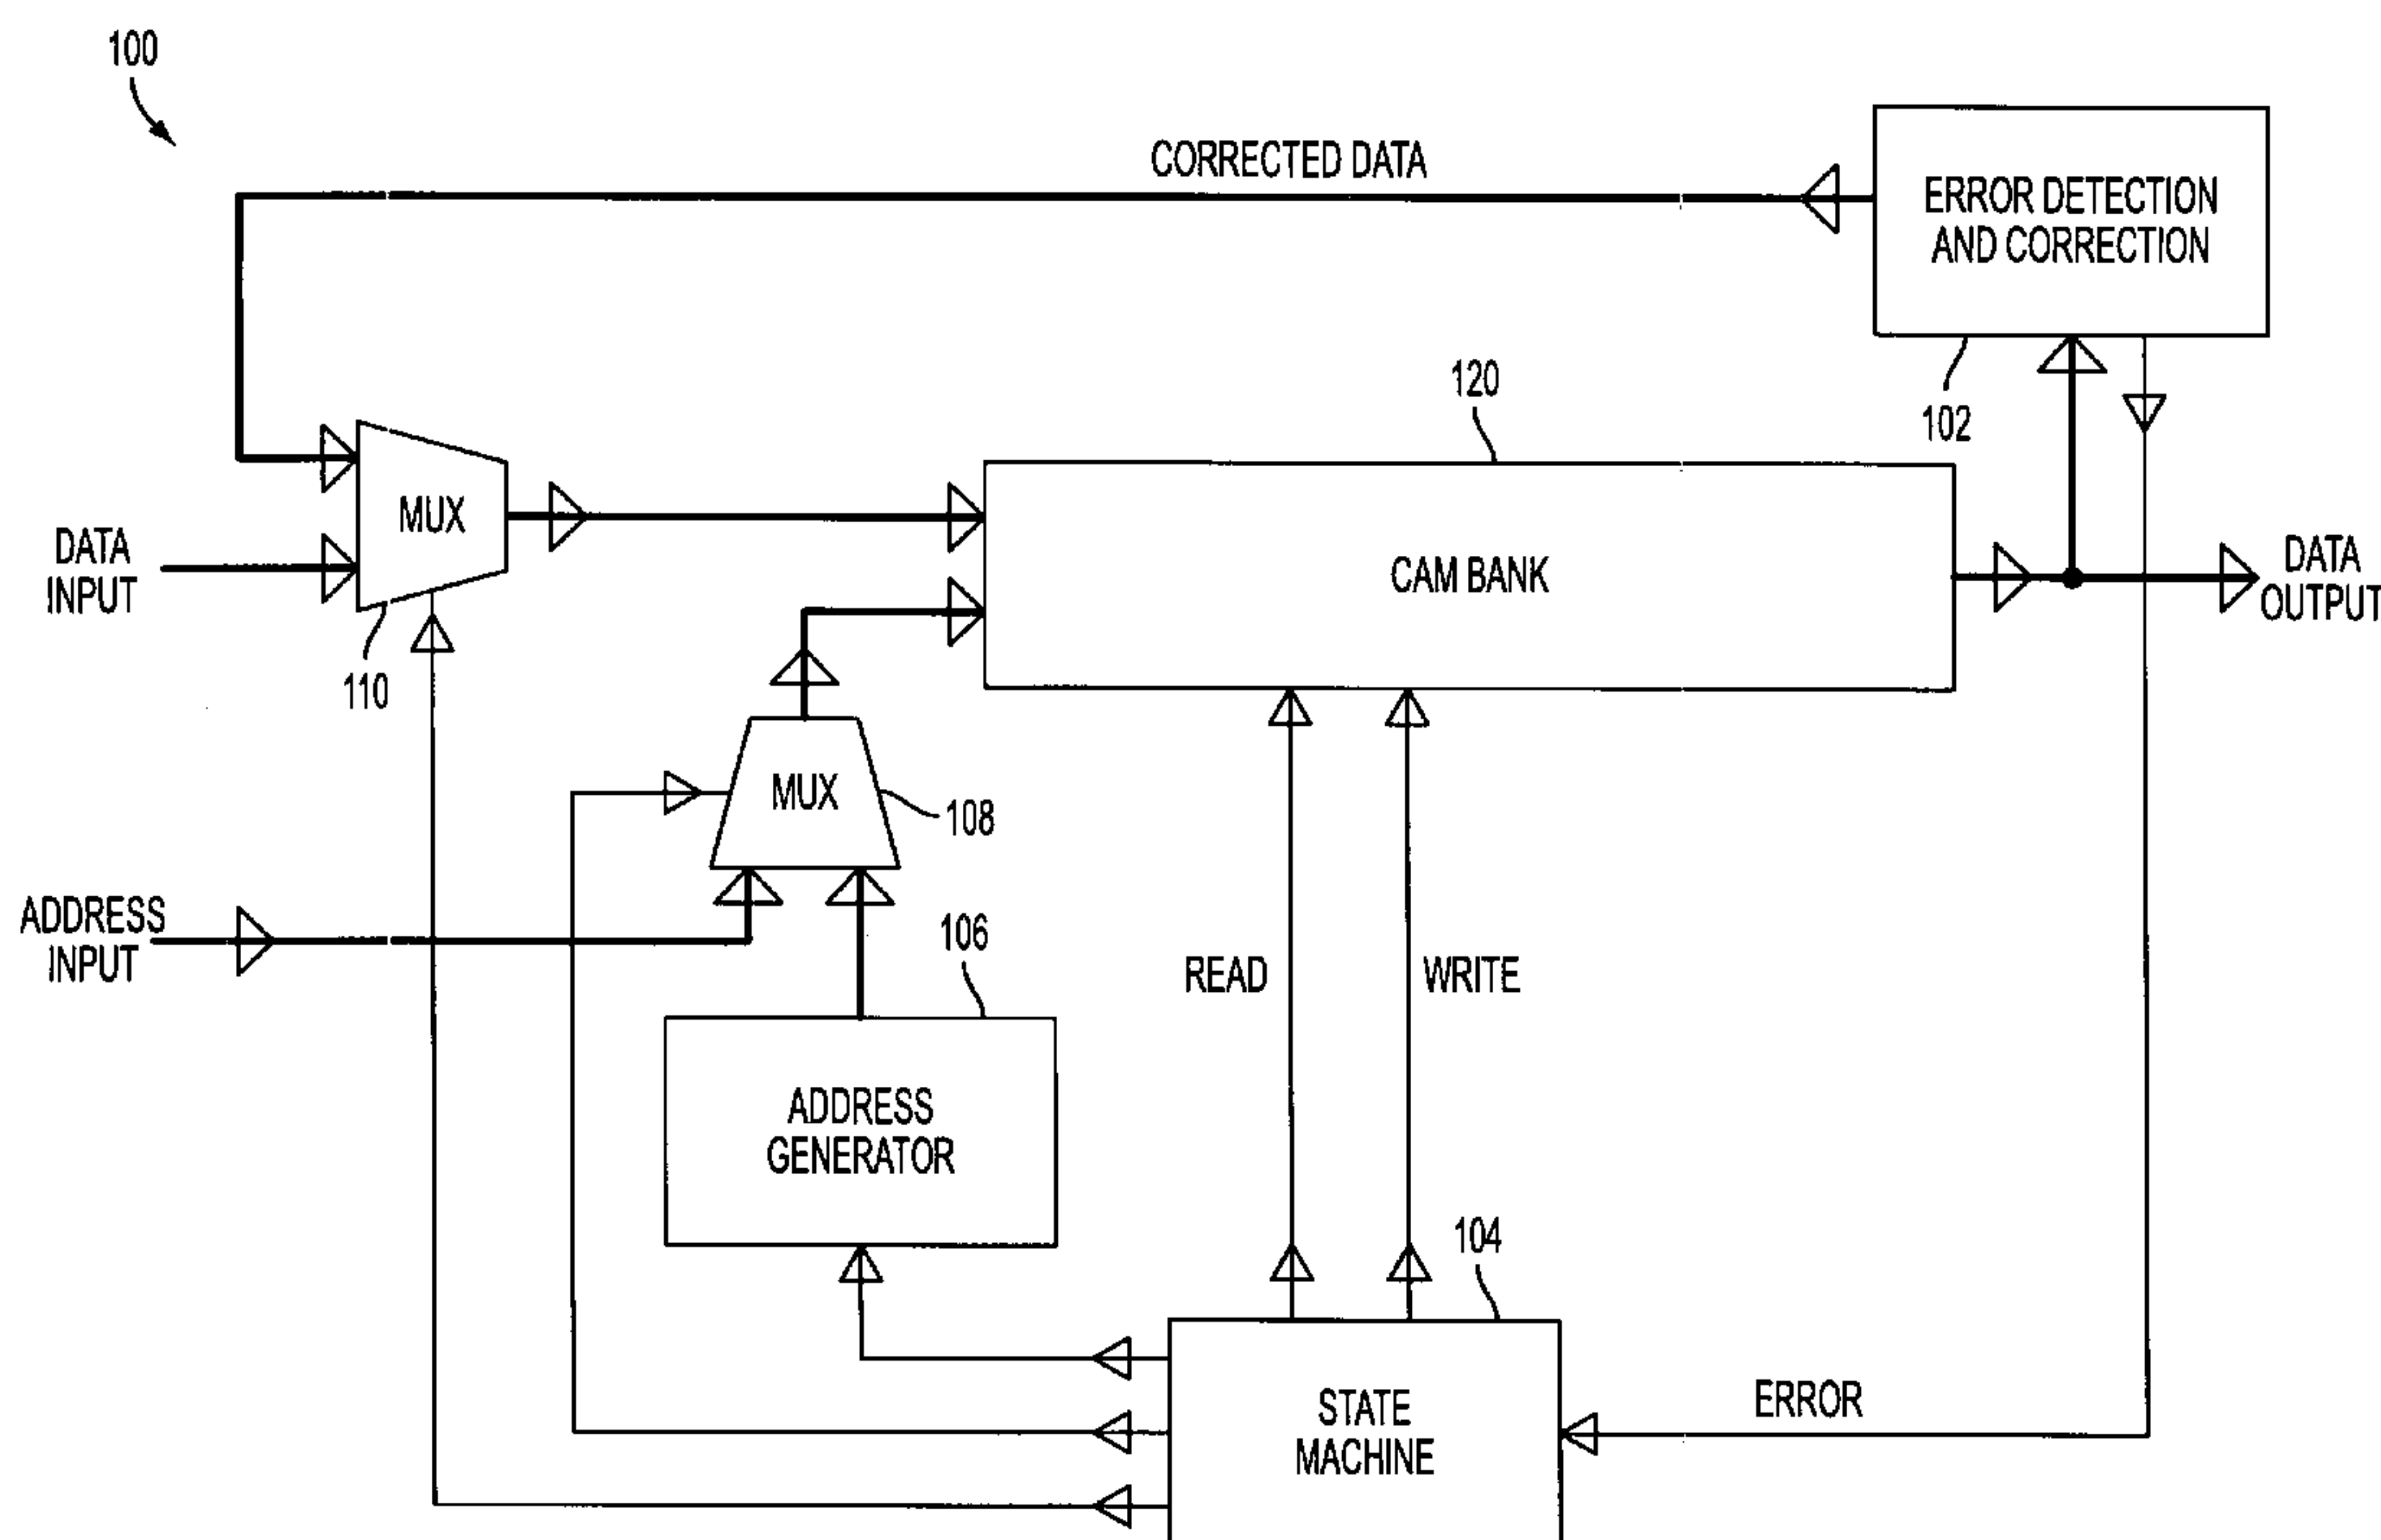 100
CORRECTED DATA
ERROR DETECTION
AND CORRECTION
102
120
MUX
DATA
INPUT
110
CAM BANK
DATA
OUTPUT
MUX
108
ADDRESS
INPUT
106
READ
WRITE
ADDRESS
GENERATOR
104
STATE
MACHINE
ERROR